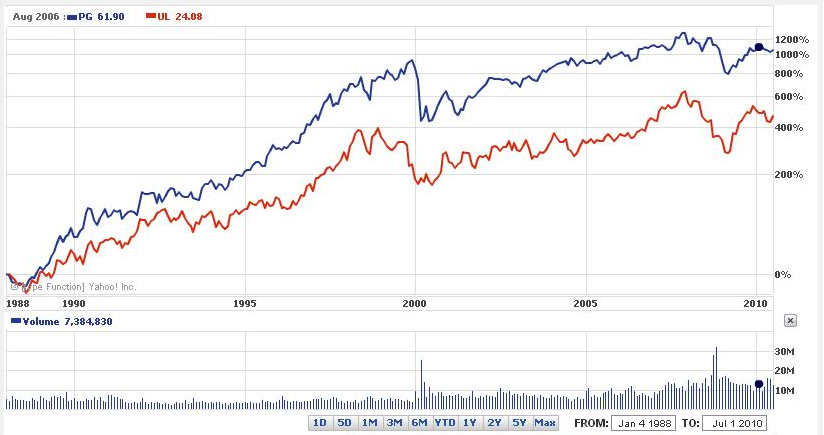 Aug 2006 : PG 61.90 UL 24.08
1200%
1000%
800%
600%
400%
200%
0%
Function] Yahoo! Inc.
1988 1990 1995 2000 2005 2010
Volume 7,384,830
30M
20M
10M
1D 5D 1M 3M 6M YTD 1Y 2Y 5Y Max FROM: Jan 4 1988 TO: Jul 1 2010